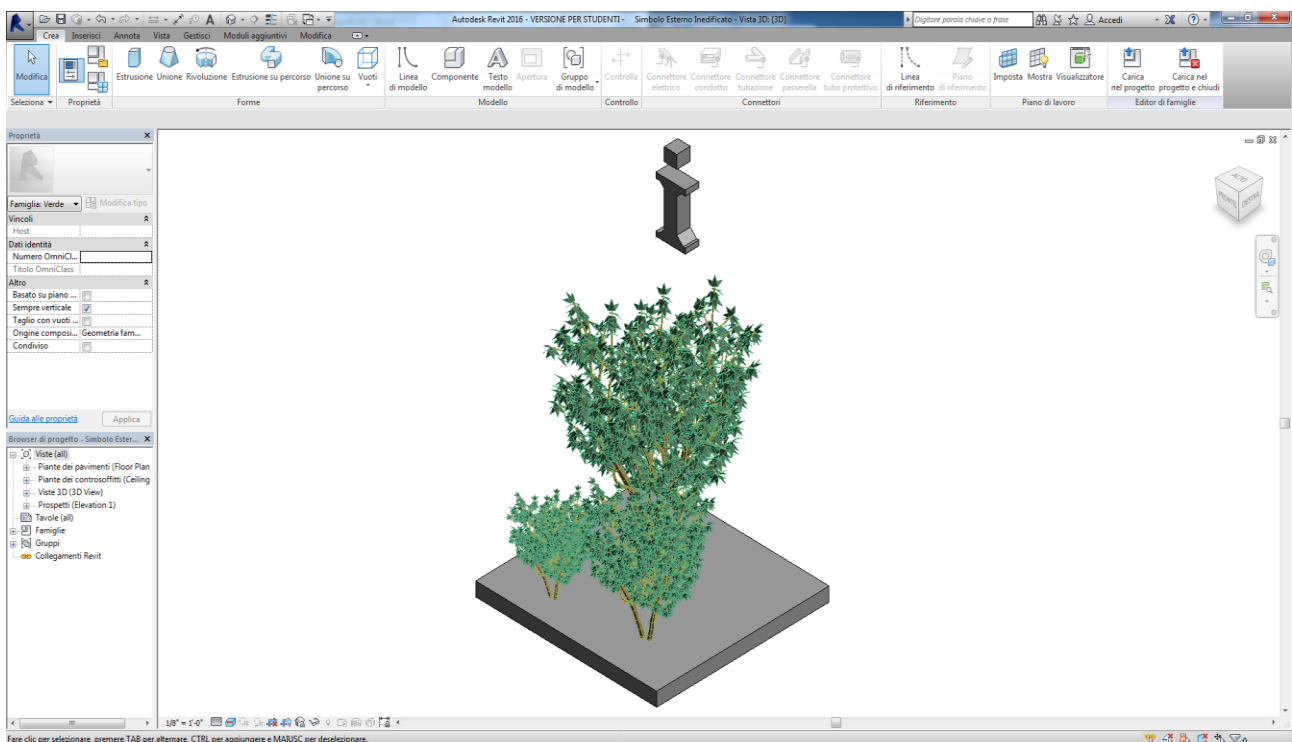 Autodesk Revit 2016 - VERSIONE PER STUDENTI - Simbolo Esterno Inedificato - Vista 3D: {3D}
Digitare parola chiave o frase
Accedi
Crea Inserisci Annota Vista Gestisci Moduli aggiuntivi Modifica
Modifica
Estrusione Unione Rivoluzione Estrusione su percorso Unione su percorso Vuoti
Linea di modello Componente Testo modello Apertura Gruppo di modello
Controlla
Connettore elettrico Connettore condotto Connettore tubazione Connettore passerella Connettore tubo protettivo
Linea di riferimento Piano di riferimento
Imposta Mostra Visualizzatore
Carica nel progetto Carica nel progetto e chiudi
Seleziona Proprietà Forme Modello Controllo Connettori Riferimento Piano di lavoro Editor di famiglie
Proprietà
Famiglia: Verde Modifica tipo
Vincoli
Host
Dati identità
Numero OmniCl...
Titolo OmniClass
Altro
Basato su piano ...
Sempre verticale
Taglio con vuoti ...
Origine composi... Geometria fam...
Condiviso
Guida alle proprietà Applica
Browser di progetto - Simbolo Ester...
Viste (all)
Piante dei pavimenti (Floor Plan
Piante dei controsoffitti (Ceiling
Viste 3D (3D View)
Prospetti (Elevation 1)
Tavole (all)
Famiglie
Gruppi
Collegamenti Revit
i
ALTO
DESTRA
1/8" = 1'-0"
Fare clic per selezionare, premere TAB per alternare, CTRL per aggiungere e MAIUSC per deselezionare.
:0